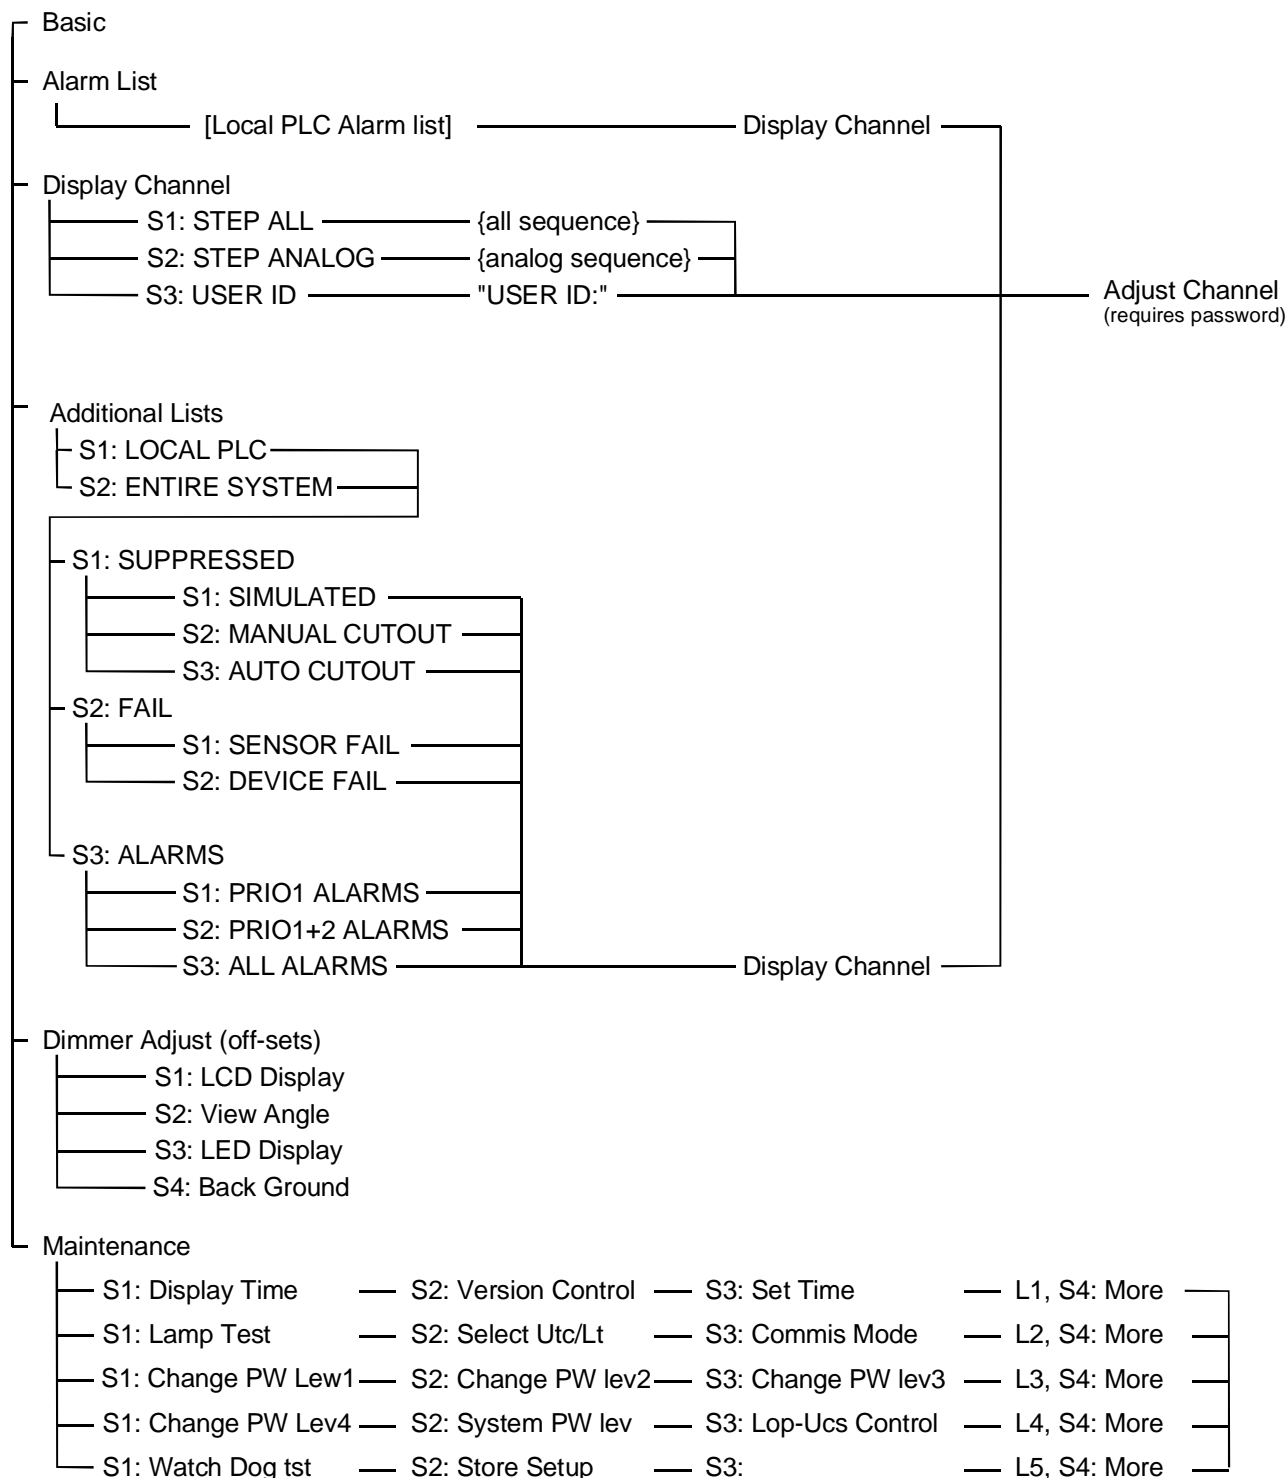 Basic
Alarm List
[Local PLC Alarm list] Display Channel
Display Channel
S1: STEP ALL {all sequence}
S2: STEP ANALOG {analog sequence}
S3: USER ID "USER ID:" Adjust Channel
(requires password)
Additional Lists
S1: LOCAL PLC
S2: ENTIRE SYSTEM
S1: SUPPRESSED
S1: SIMULATED
S2: MANUAL CUTOUT
S3: AUTO CUTOUT
S2: FAIL
S1: SENSOR FAIL
S2: DEVICE FAIL
S3: ALARMS
S1: PRIO1 ALARMS
S2: PRIO1+2 ALARMS
S3: ALL ALARMS Display Channel
Dimmer Adjust (off-sets)
S1: LCD Display
S2: View Angle
S3: LED Display
S4: Back Ground
Maintenance
S1: Display Time S2: Version Control S3: Set Time L1, S4: More
S1: Lamp Test S2: Select Utc/Lt S3: Commis Mode L2, S4: More
S1: Change PW Lew1 S2: Change PW lev2 S3: Change PW lev3 L3, S4: More
S1: Change PW Lev4 S2: System PW lev S3: Lop-Ucs Control L4, S4: More
S1: Watch Dog tst S2: Store Setup S3: L5, S4: More